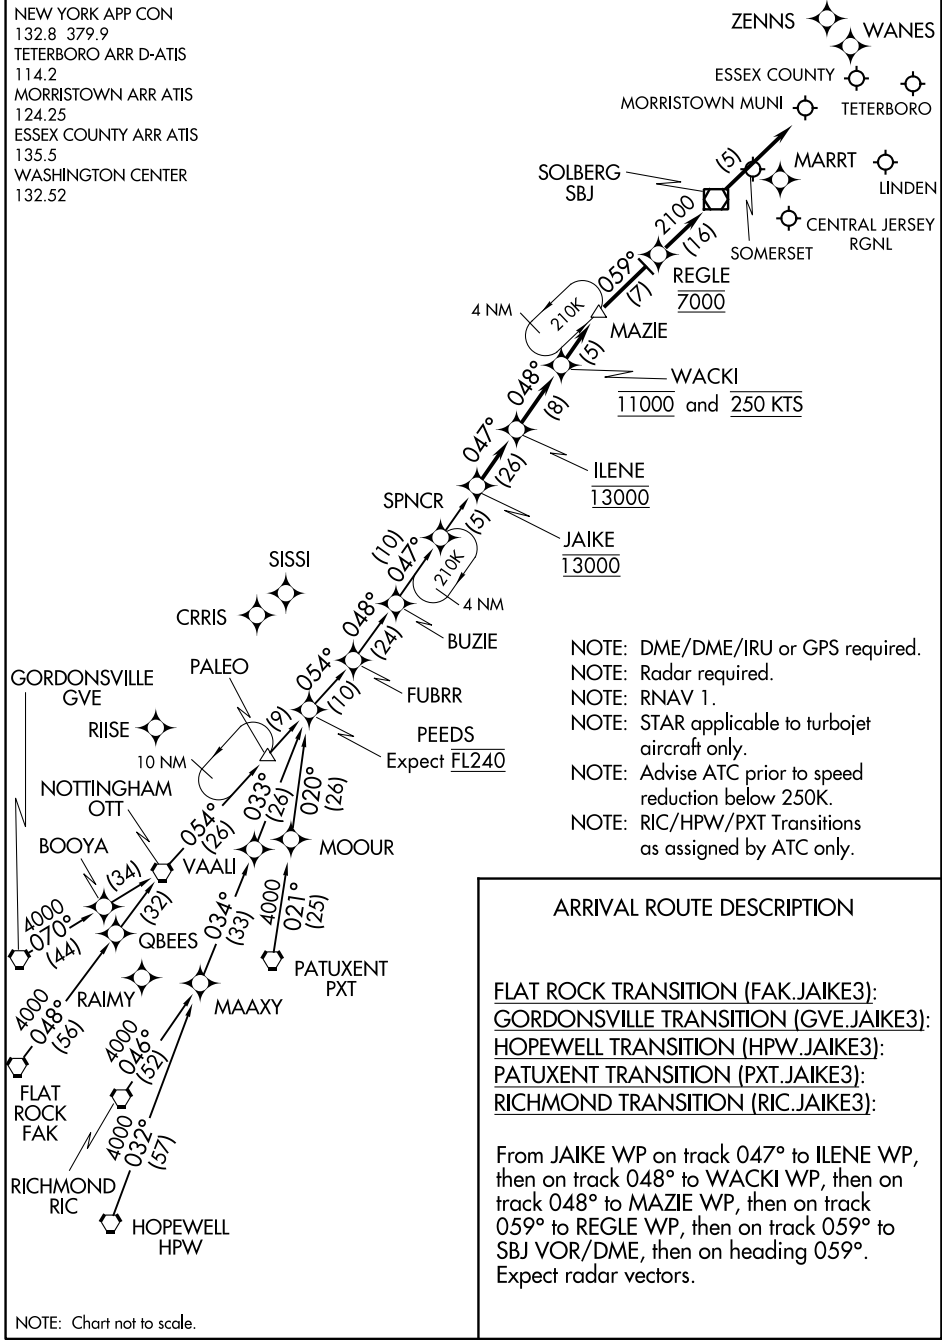 NEW YORK APP CON
132.8 379.9
TETERBORO ARR D-ATIS
114.2
MORRISTOWN ARR ATIS
124.25
ESSEX COUNTY ARR ATIS
135.5
WASHINGTON CENTER
132.52
ZENNS
WANES
ESSEX COUNTY
TETERBORO
MORRISTOWN MUNI
SOLBERG
SBJ
(5)
MARRT
LINDEN
CENTRAL JERSEY
RGNL
SOMERSET
2100
(16)
REGLE
7000
059°
(7)
4 NM
210K
MAZIE
(5)
WACKI
11000 and 250 KTS
048°
(8)
ILENE
13000
047°
(26)
JAIKE
13000
SPNCR
(5)
(10)
047°
210K
4 NM
SISSI
CRRIS
048°
(24)
BUZIE
PALEO
054°
(10)
FUBRR
GORDONSVILLE
GVE
RIISE
(9)
PEEDS
Expect FL240
10 NM
NOTTINGHAM
OTT
033°
(26)
020°
(26)
054°
(26)
BOOYA
VAALI
MOOUR
(34)
(32)
4000
070°
(44)
QBEES
034°
(33)
4000
021°
(25)
PATUXENT
PXT
RAIMY
MAAXY
4000
048°
(56)
4000
046°
(52)
FLAT
ROCK
FAK
4000
032°
(57)
RICHMOND
RIC
HOPEWELL
HPW
NOTE: DME/DME/IRU or GPS required.
NOTE: Radar required.
NOTE: RNAV 1.
NOTE: STAR applicable to turbojet
aircraft only.
NOTE: Advise ATC prior to speed
reduction below 250K.
NOTE: RIC/HPW/PXT Transitions
as assigned by ATC only.
ARRIVAL ROUTE DESCRIPTION
FLAT ROCK TRANSITION (FAK.JAIKE3):
GORDONSVILLE TRANSITION (GVE.JAIKE3):
HOPEWELL TRANSITION (HPW.JAIKE3):
PATUXENT TRANSITION (PXT.JAIKE3):
RICHMOND TRANSITION (RIC.JAIKE3):
From JAIKE WP on track 047° to ILENE WP,
then on track 048° to WACKI WP, then on
track 048° to MAZIE WP, then on track
059° to REGLE WP, then on track 059° to
SBJ VOR/DME, then on heading 059°.
Expect radar vectors.
NOTE: Chart not to scale.